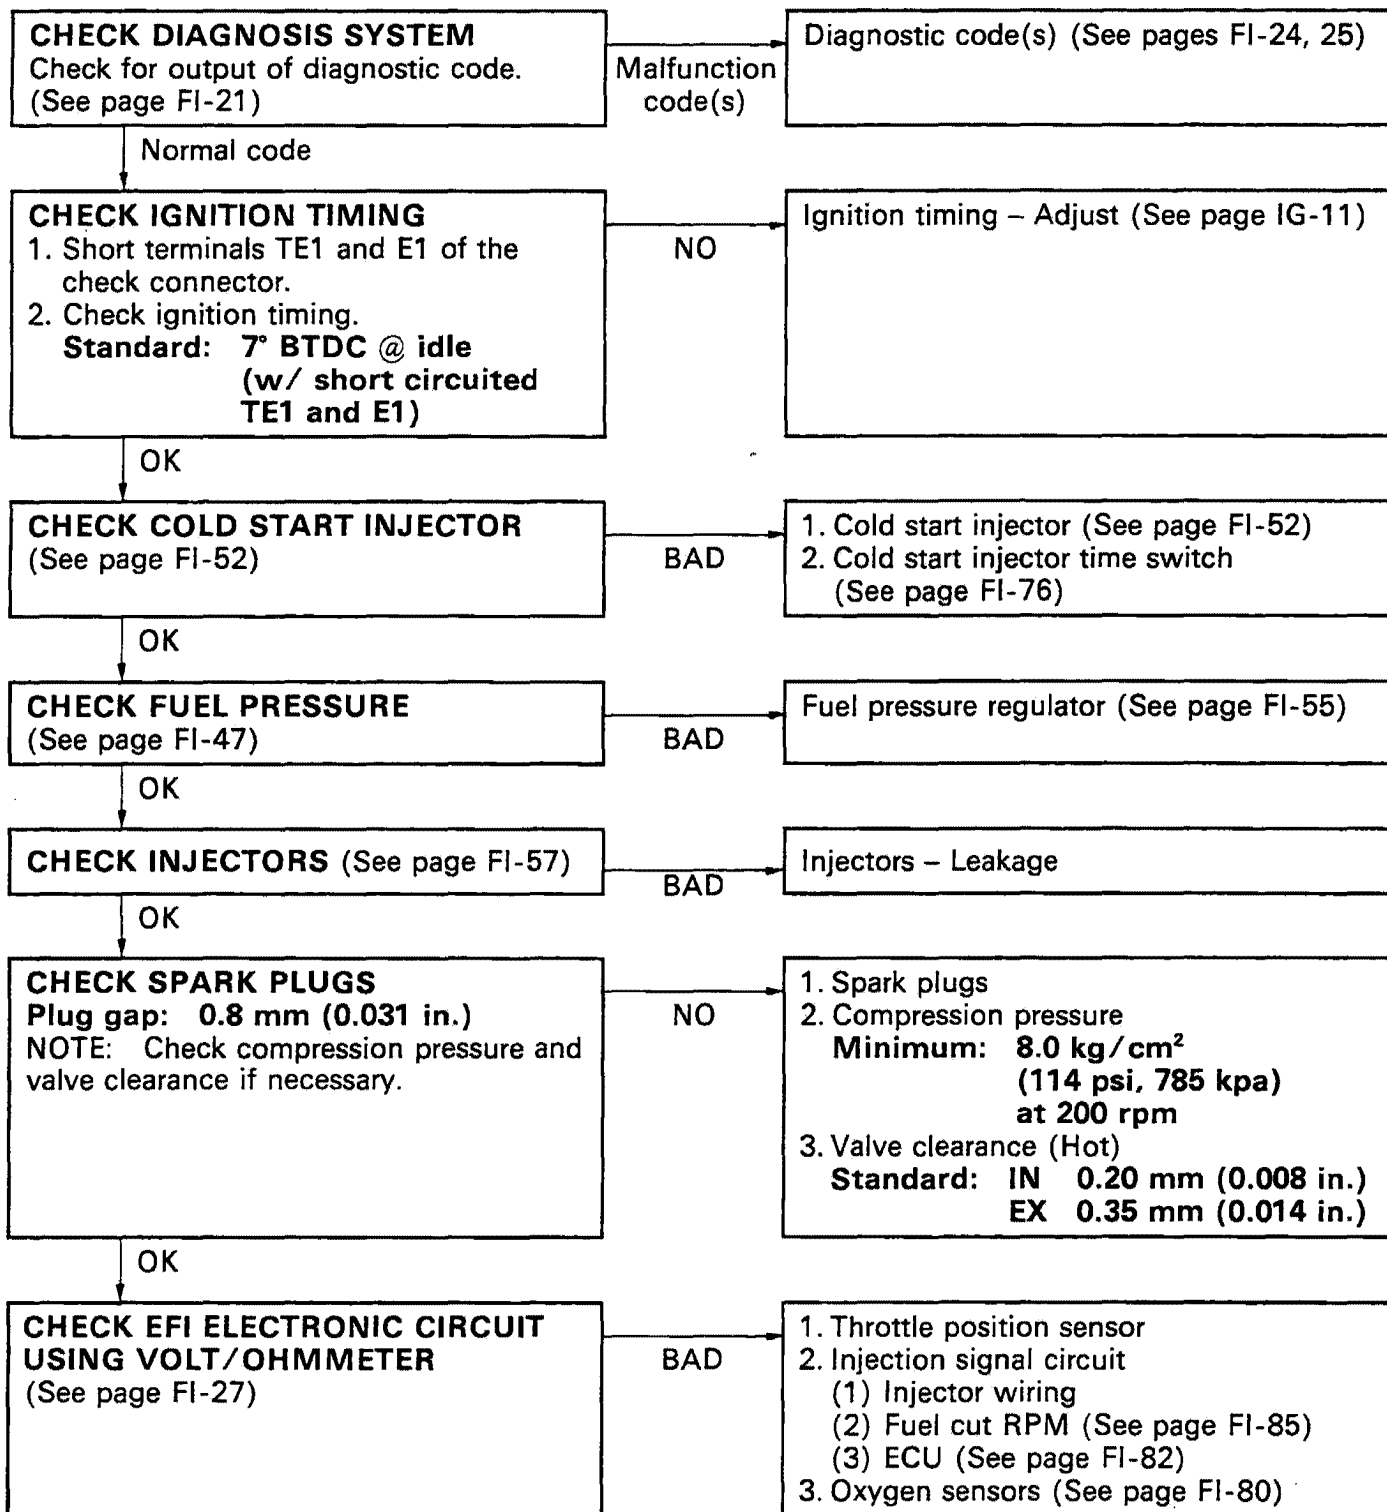 CHECK DIAGNOSIS SYSTEM
Check for output of diagnostic code.
(See page FI-21)
Malfunction
code(s)
Diagnostic code(s) (See pages FI-24, 25)
Normal code
CHECK IGNITION TIMING
1. Short terminals TE1 and E1 of the
check connector.
2. Check ignition timing.
Standard: 7° BTDC @ idle
(w/ short circuited
TE1 and E1)
NO
Ignition timing – Adjust (See page IG-11)
OK
CHECK COLD START INJECTOR
(See page FI-52)
BAD
1. Cold start injector (See page FI-52)
2. Cold start injector time switch
(See page FI-76)
OK
CHECK FUEL PRESSURE
(See page FI-47)
BAD
Fuel pressure regulator (See page FI-55)
OK
CHECK INJECTORS (See page FI-57)
BAD
Injectors – Leakage
OK
CHECK SPARK PLUGS
Plug gap: 0.8 mm (0.031 in.)
NOTE: Check compression pressure and
valve clearance if necessary.
NO
1. Spark plugs
2. Compression pressure
Minimum: 8.0 kg/cm²
(114 psi, 785 kpa)
at 200 rpm
3. Valve clearance (Hot)
Standard: IN 0.20 mm (0.008 in.)
EX 0.35 mm (0.014 in.)
OK
CHECK EFI ELECTRONIC CIRCUIT
USING VOLT/OHMMETER
(See page FI-27)
BAD
1. Throttle position sensor
2. Injection signal circuit
(1) Injector wiring
(2) Fuel cut RPM (See page FI-85)
(3) ECU (See page FI-82)
3. Oxygen sensors (See page FI-80)